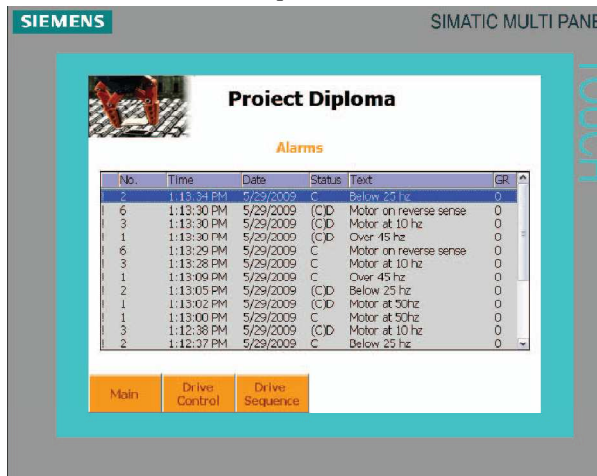 SIEMENS
SIMATIC MULTI PANE
TOUCH
Proiect Diploma
Alarms
No. Time Date Status Text GR
! 2 1:13:34 PM 5/29/2009 C Below 25 hz 0
! 6 1:13:30 PM 5/29/2009 (C)D Motor on reverse sense 0
! 3 1:13:30 PM 5/29/2009 (C)D Motor at 10 hz 0
! 1 1:13:30 PM 5/29/2009 (C)D Over 45 hz 0
! 6 1:13:29 PM 5/29/2009 C Motor on reverse sense 0
! 3 1:13:28 PM 5/29/2009 C Motor at 10 hz 0
! 1 1:13:09 PM 5/29/2009 C Over 45 hz 0
! 2 1:13:05 PM 5/29/2009 (C)D Below 25 hz 0
! 1 1:13:02 PM 5/29/2009 (C)D Motor at 50hz 0
! 1 1:13:00 PM 5/29/2009 C Motor at 50hz 0
! 3 1:12:38 PM 5/29/2009 (C)D Motor at 10 hz 0
! 2 1:12:37 PM 5/29/2009 C Below 25 hz 0
Main
Drive
Control
Drive
Sequence